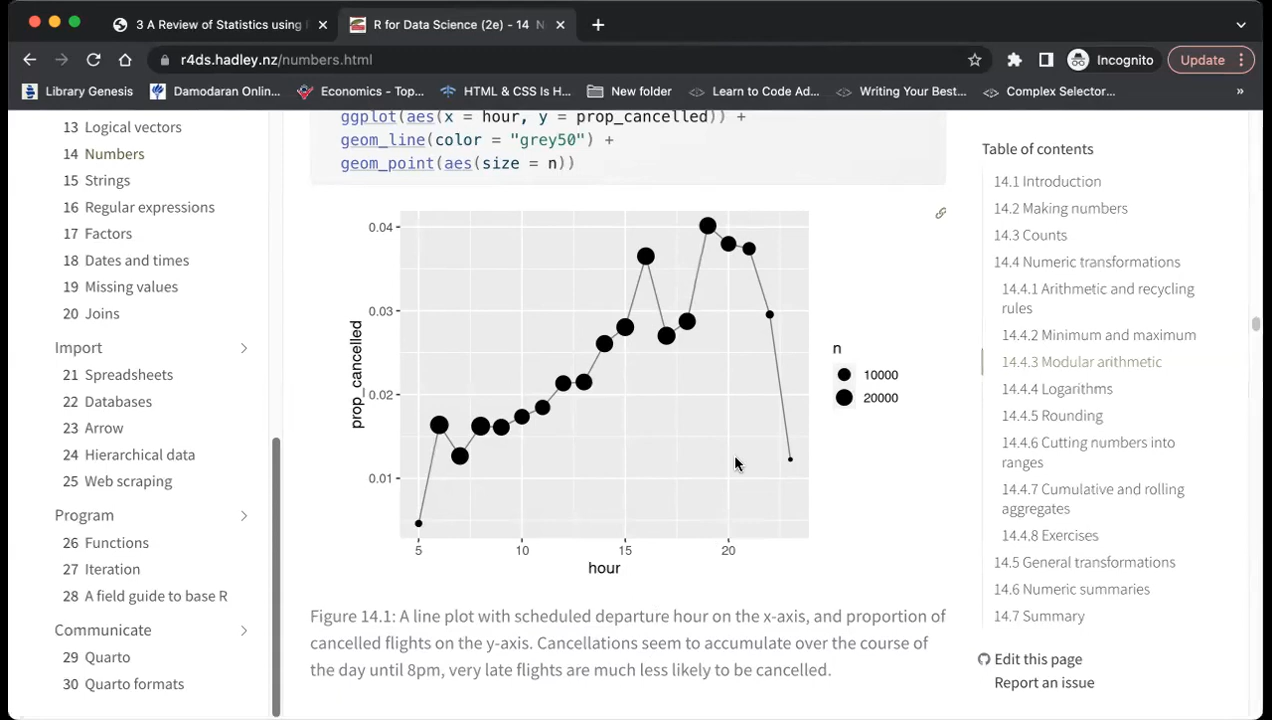 3 A Review of Statistics using R
R for Data Science (2e) - 14 N
r4ds.hadley.nz/numbers.html
Incognito
Update
Library Genesis
Damodaran Onlin...
Economics - Top...
HTML & CSS Is H...
New folder
Learn to Code Ad...
Writing Your Best...
Complex Selector...
»
13 Logical vectors
14 Numbers
15 Strings
16 Regular expressions
17 Factors
18 Dates and times
19 Missing values
20 Joins
Import
21 Spreadsheets
22 Databases
23 Arrow
24 Hierarchical data
25 Web scraping
Program
26 Functions
27 Iteration
28 A field guide to base R
Communicate
29 Quarto
30 Quarto formats
ggplot(aes(x = hour, y = prop_cancelled)) +
geom_line(color = "grey50") +
geom_point(aes(size = n))
prop_cancelled
0.04
0.03
0.02
0.01
5 10 15 20
hour
n
10000
20000
Figure 14.1: A line plot with scheduled departure hour on the x-axis, and proportion of
cancelled flights on the y-axis. Cancellations seem to accumulate over the course of
the day until 8pm, very late flights are much less likely to be cancelled.
Table of contents
14.1 Introduction
14.2 Making numbers
14.3 Counts
14.4 Numeric transformations
14.4.1 Arithmetic and recycling
rules
14.4.2 Minimum and maximum
14.4.3 Modular arithmetic
14.4.4 Logarithms
14.4.5 Rounding
14.4.6 Cutting numbers into
ranges
14.4.7 Cumulative and rolling
aggregates
14.4.8 Exercises
14.5 General transformations
14.6 Numeric summaries
14.7 Summary
Edit this page
Report an issue